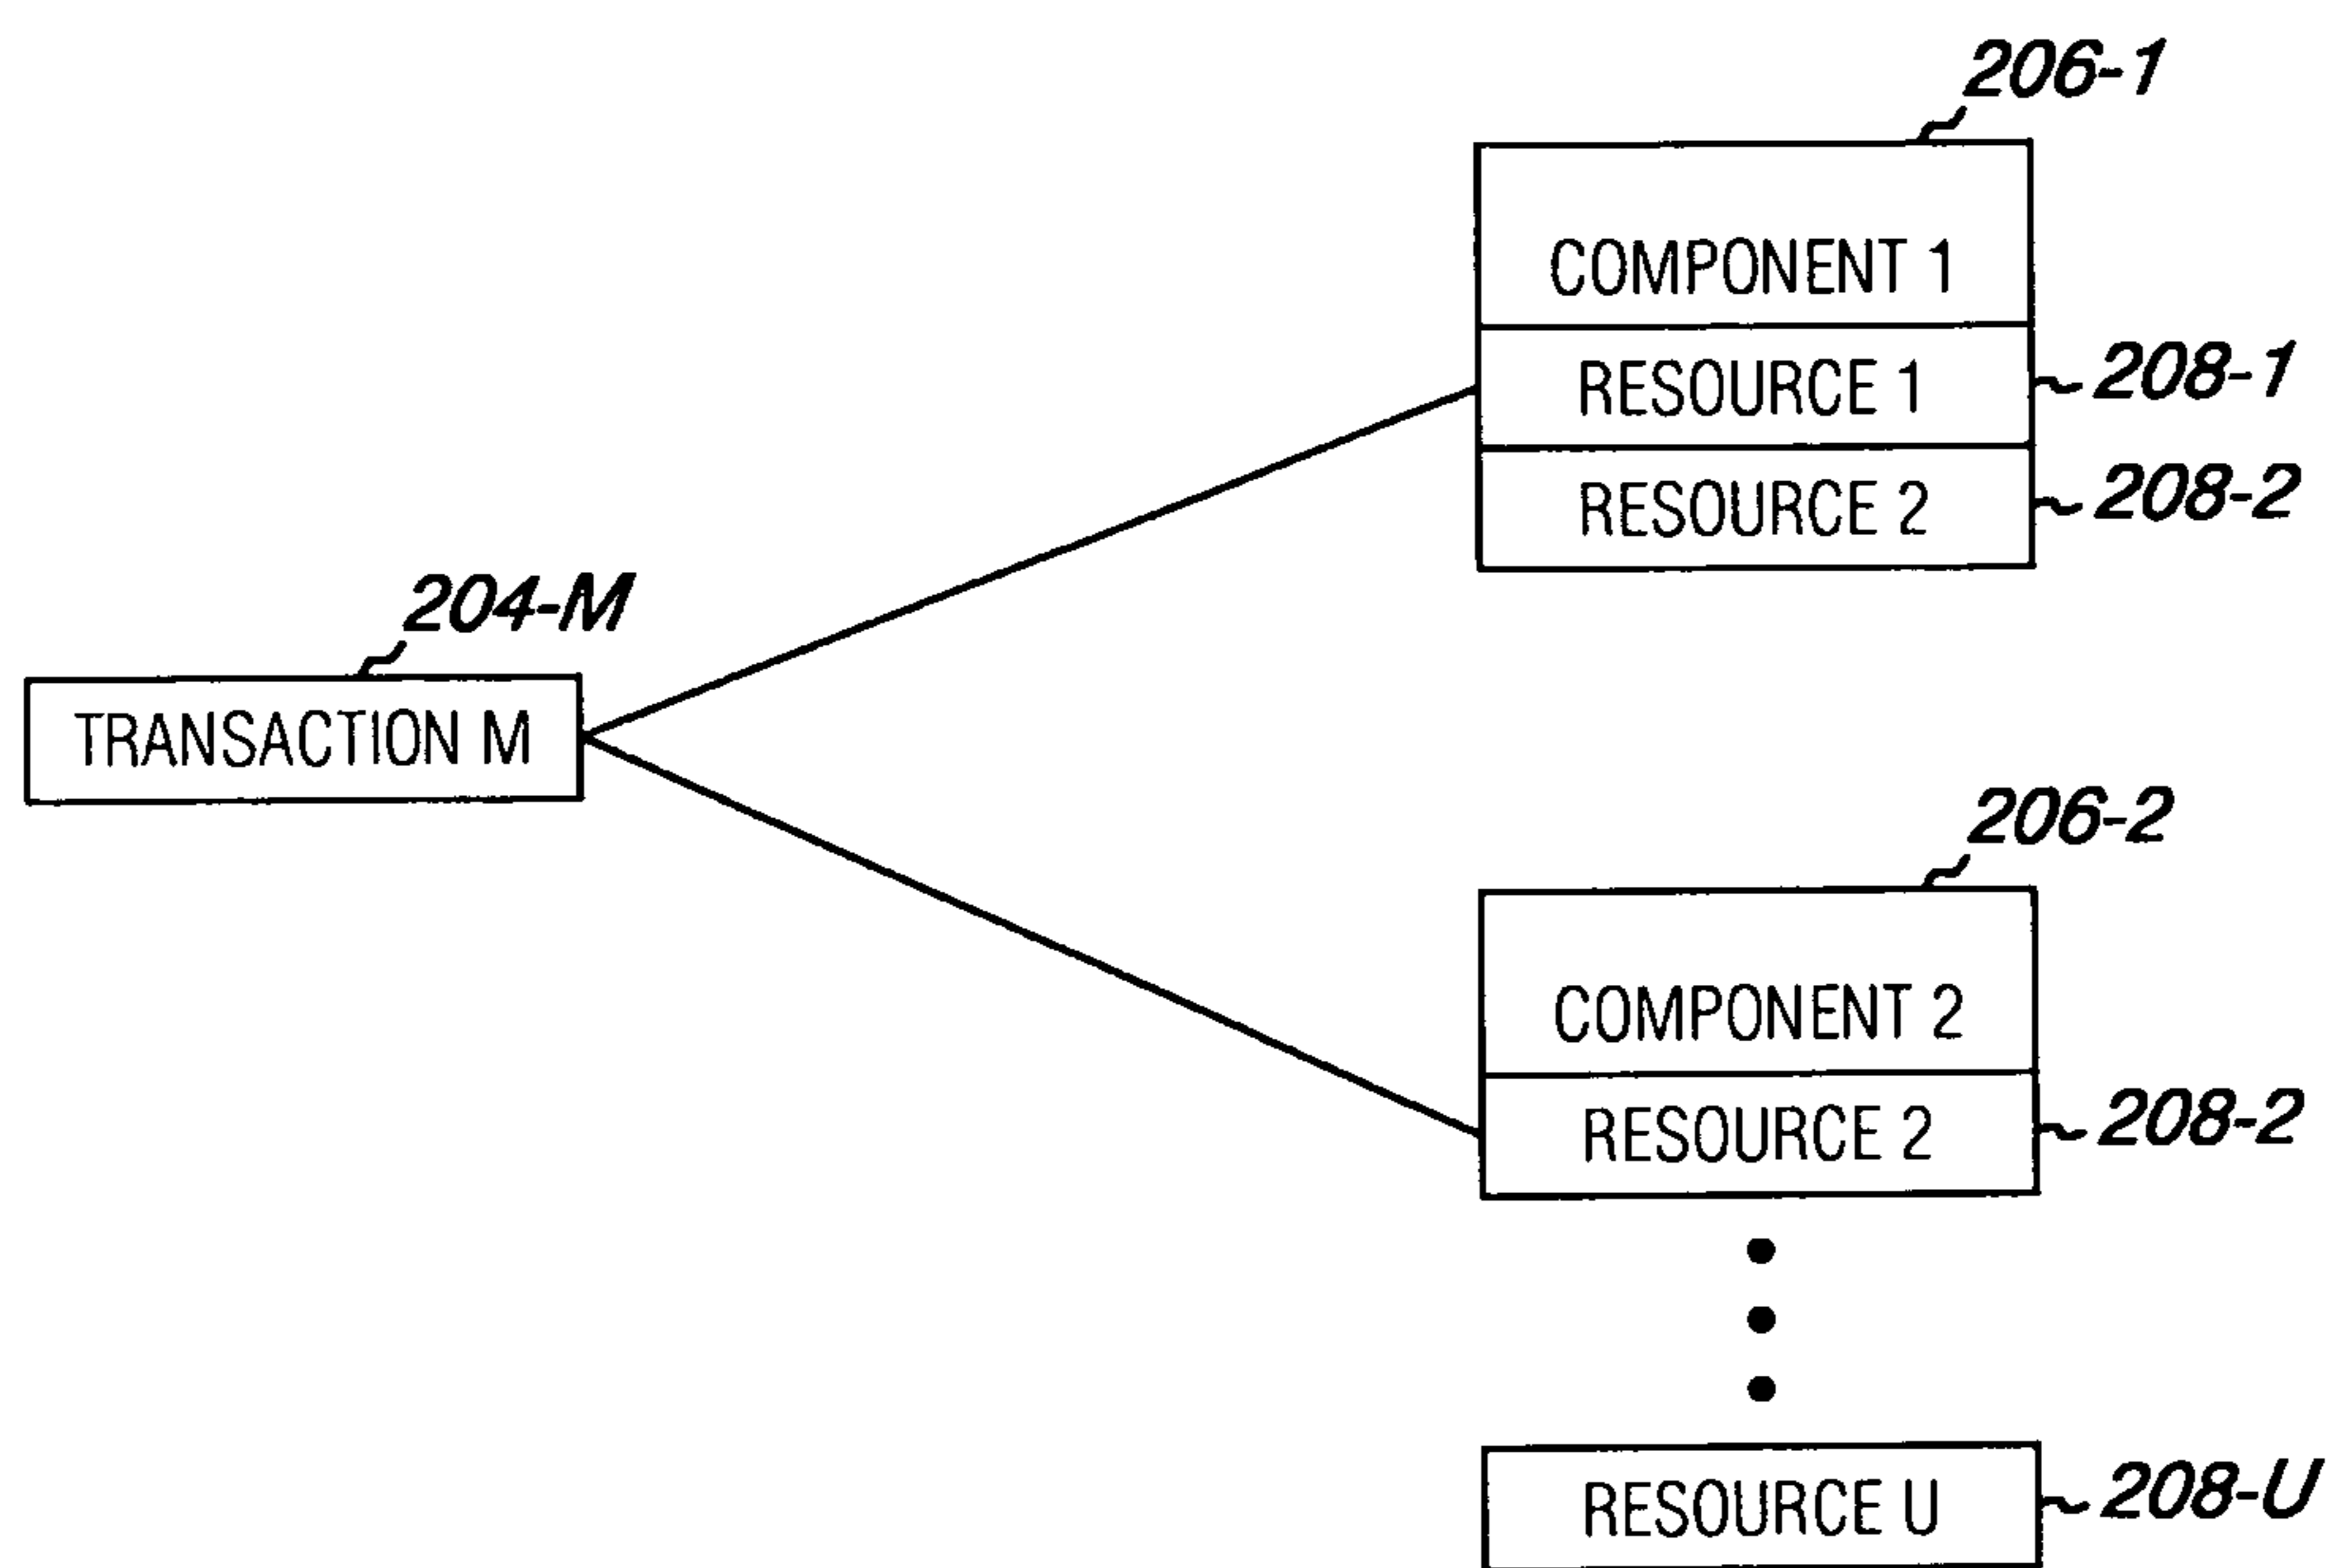 206-1
COMPONENT 1
RESOURCE 1
208-1
RESOURCE 2
208-2
204-M
TRANSACTION M
206-2
COMPONENT 2
RESOURCE 2
208-2
RESOURCE U
208-U